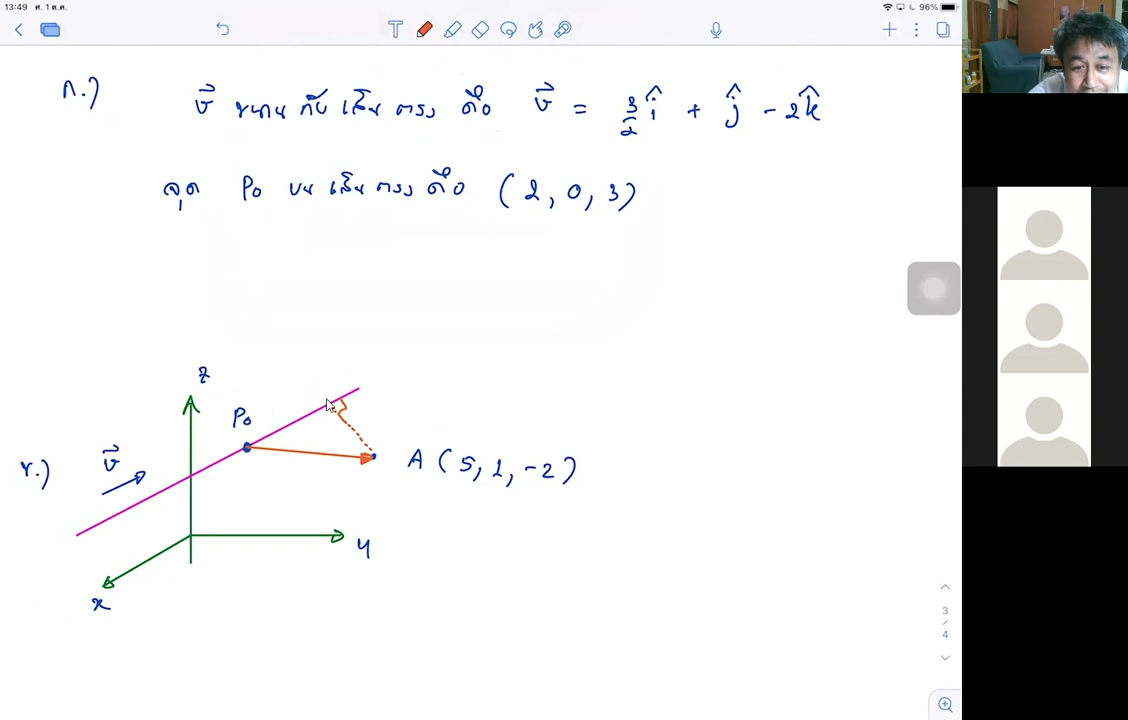 13:49 ศ. 1 ต.ค.
96%
ก.) v⃗ ขนาน กับ เส้น ตรง คือ v⃗ = 3/2 î + ĵ - 2k̂
จุด P₀ บน เส้น ตรง คือ (2, 0, 3)
z
P₀
v⃗
A (5, 1, -2)
ข.)
y
x
3
/
4